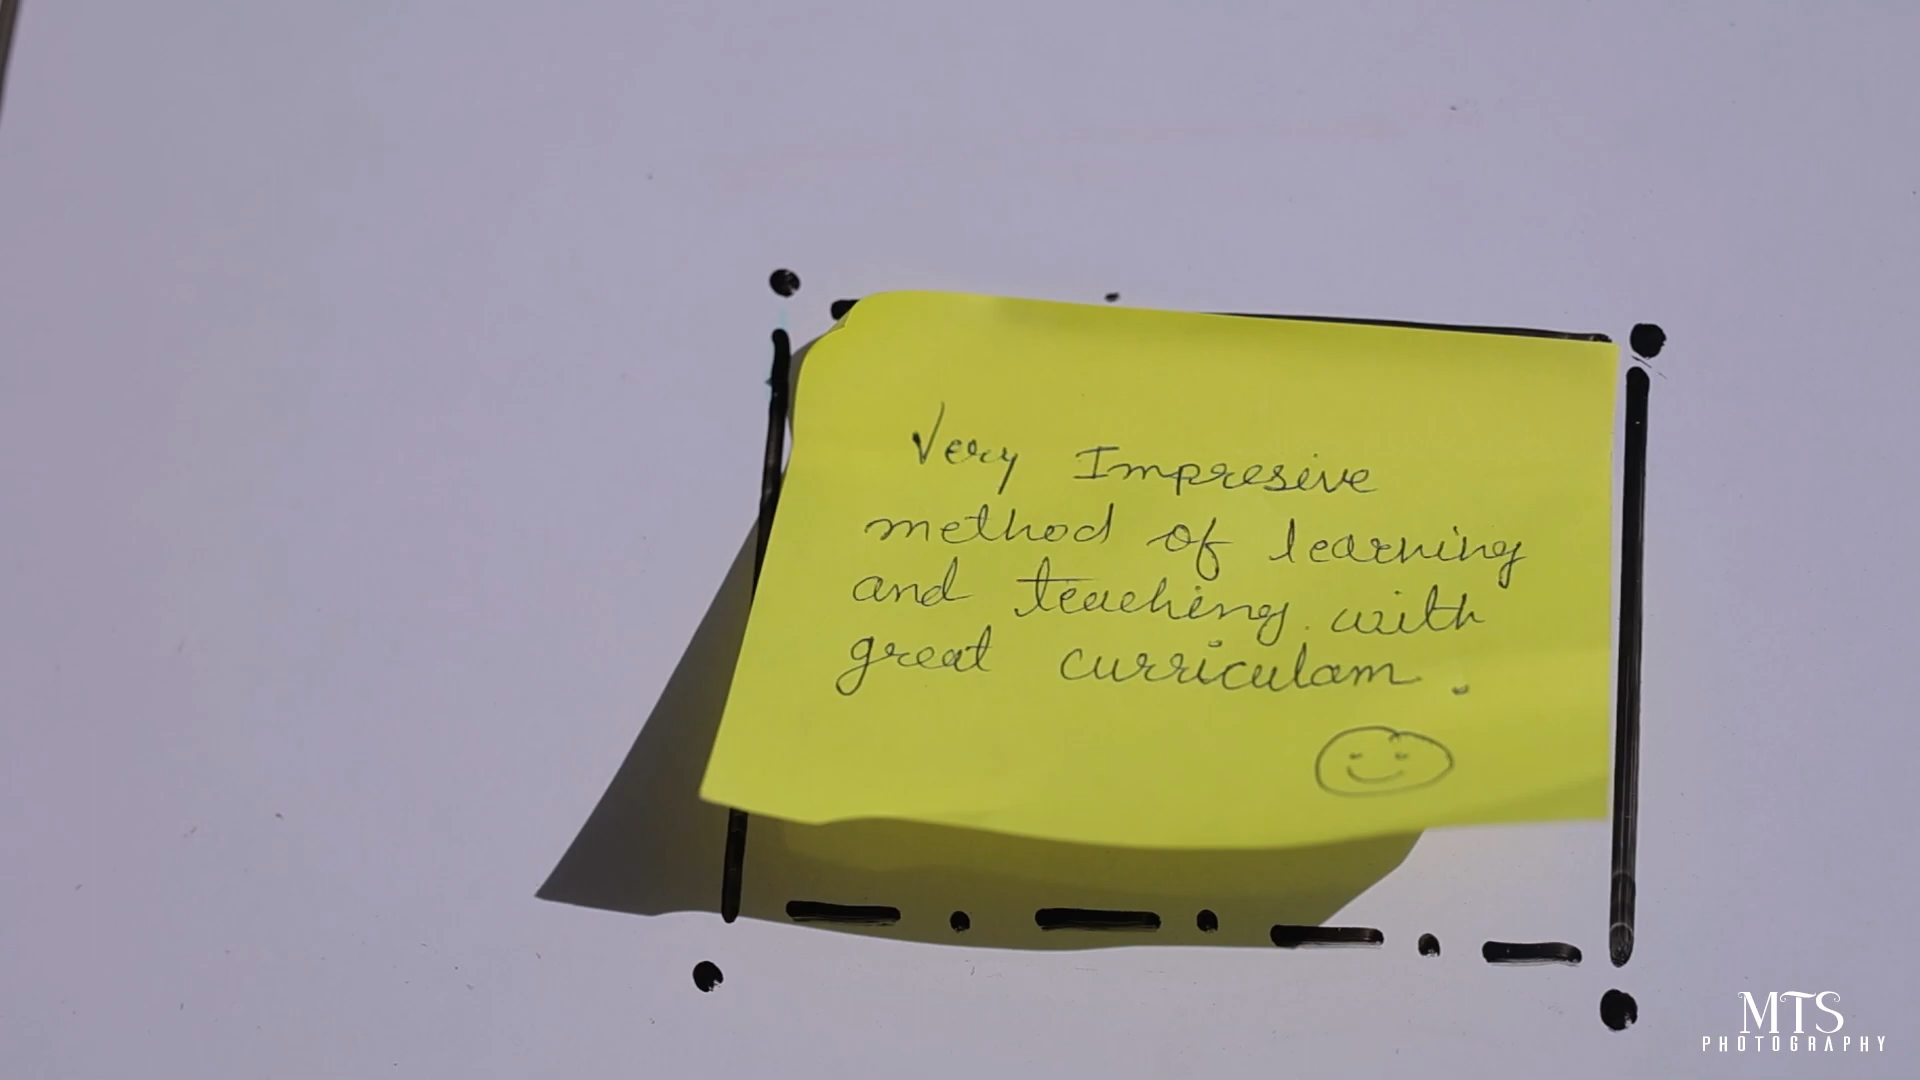 Very Impresive
method of learning
and teaching with
great curriculam.
MTS
PHOTOGRAPHY